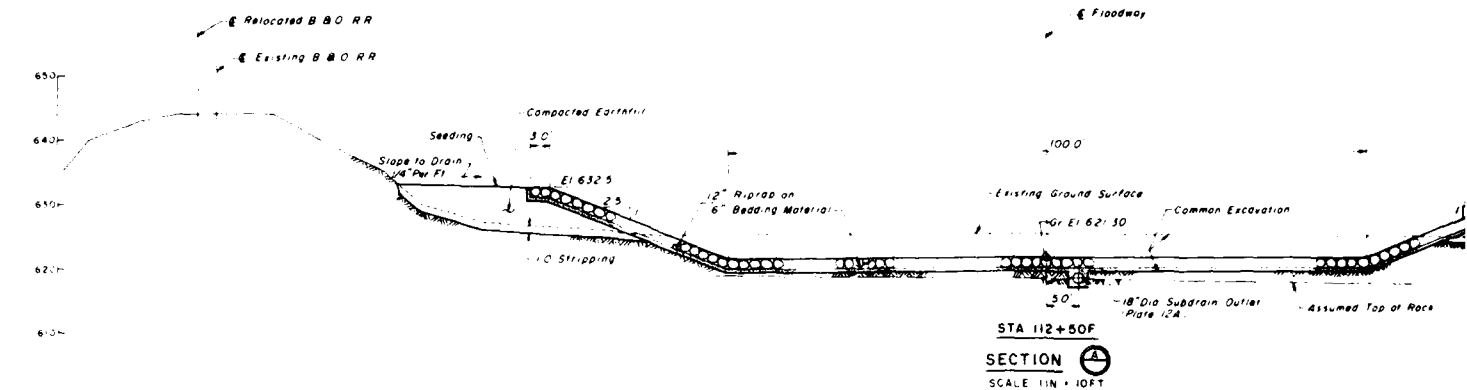 ℄ Relocated B & O RR
℄ Existing B & O RR
℄ Floodway
650
640
630
620
610
Compacted Earthfill
Seeding
3.0'
100.0'
Slope to Drain
1/4" Per Ft
El 632.5
2.5
12" Riprap on
6" Bedding Material
Existing Ground Surface
Gr El 621.30
Common Excavation
1.0 Stripping
5.0'
18" Dia Subdrain Outlet
Plate 12A.
Assumed Top of Rock
STA 112+50F
SECTION A
SCALE 1 IN = 10FT